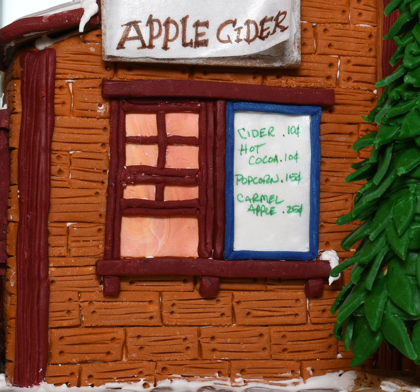 APPLE CIDER
CIDER .10¢
HOT
COCOA .10¢
POPCORN .15¢
CARMEL
APPLE .25¢